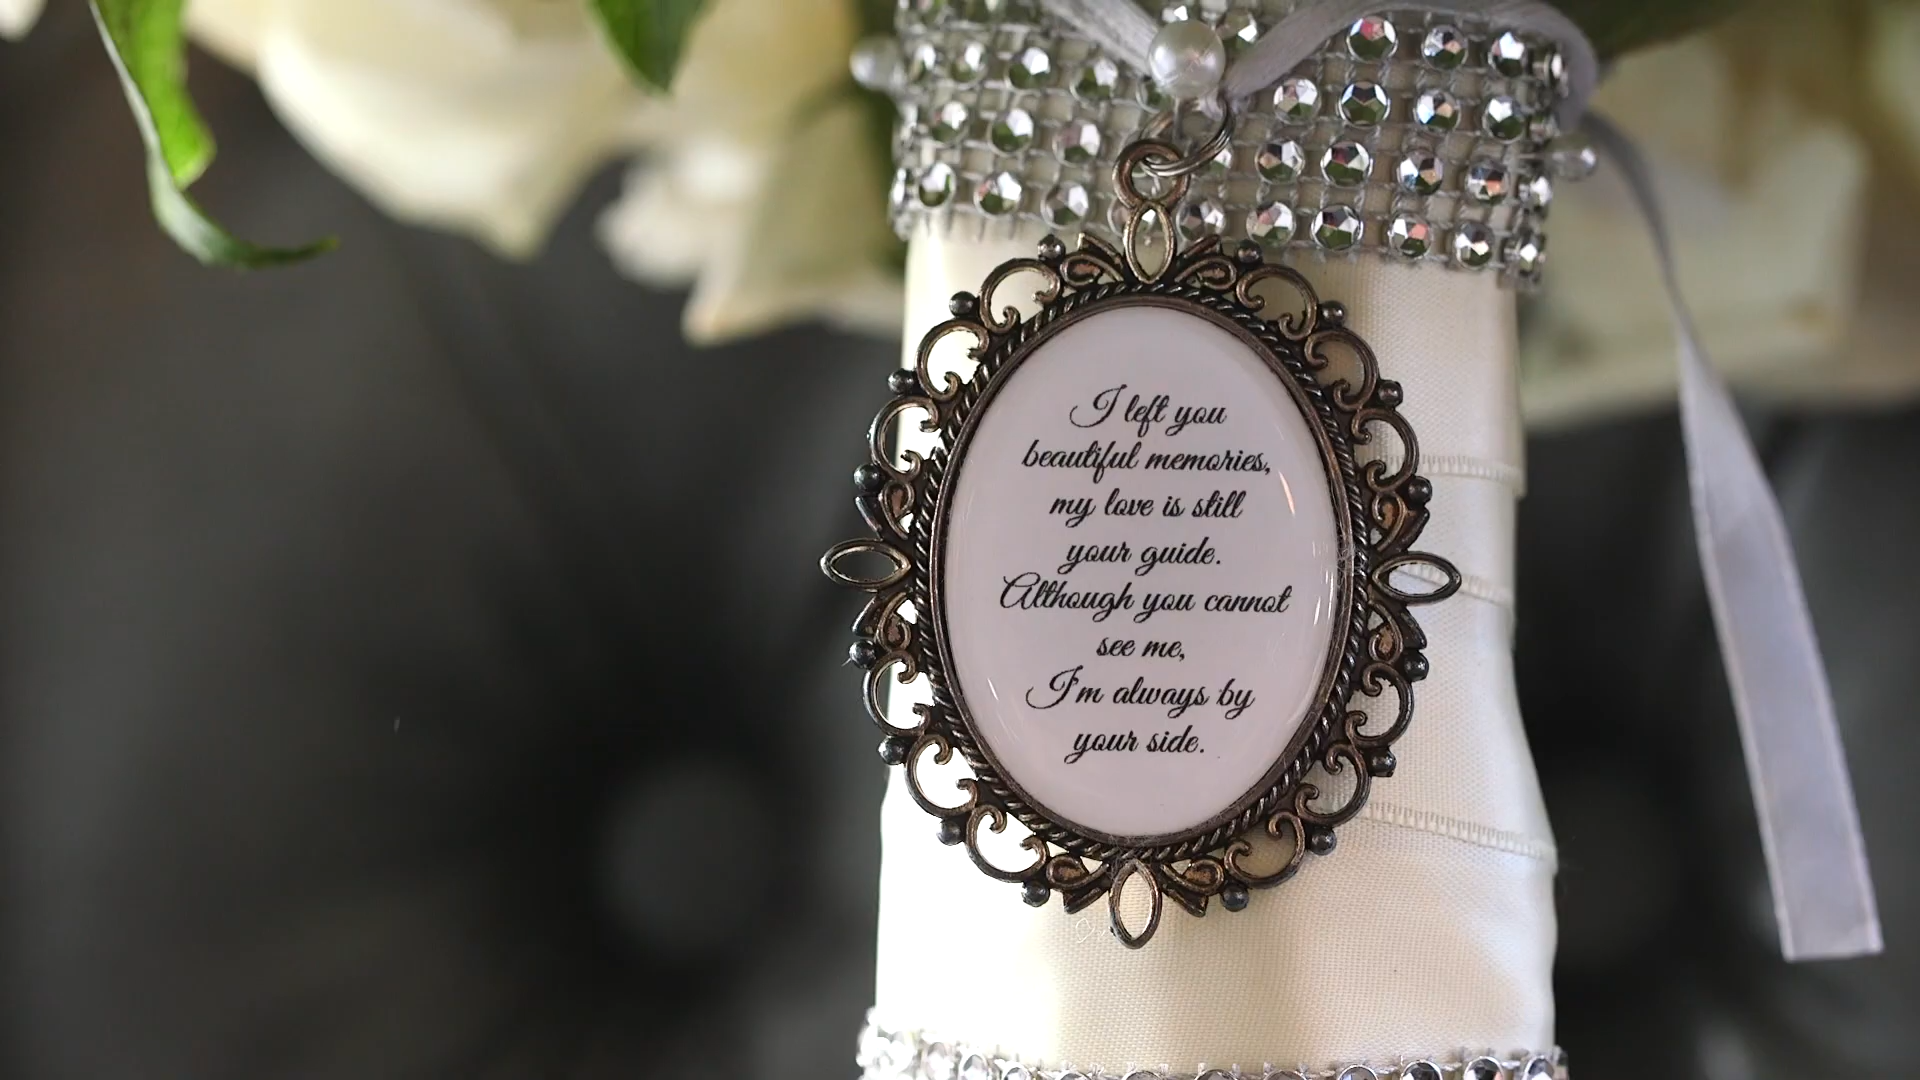 I left you
beautiful memories,
my love is still
your guide.
Although you cannot
see me,
I'm always by
your side.